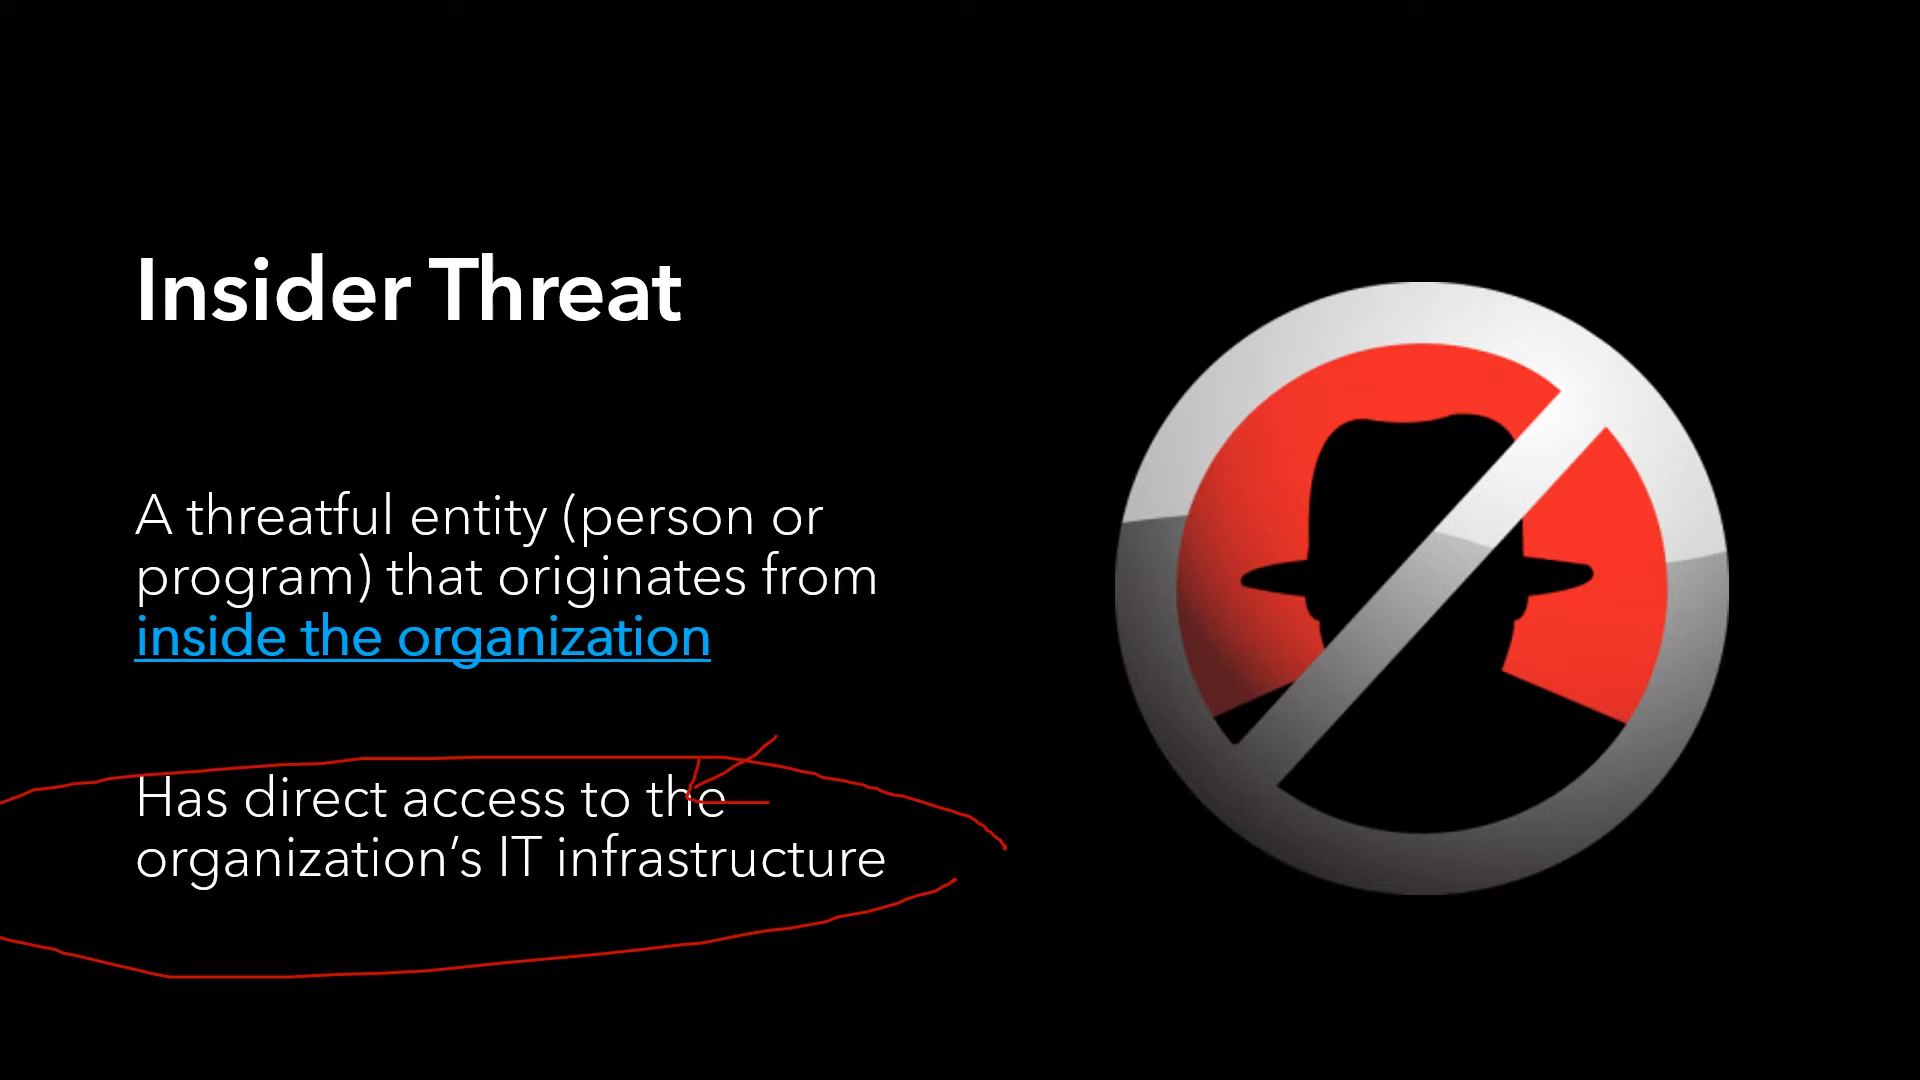 Insider Threat
A threatful entity (person or
program) that originates from
inside the organization
Has direct access to the
organization’s IT infrastructure